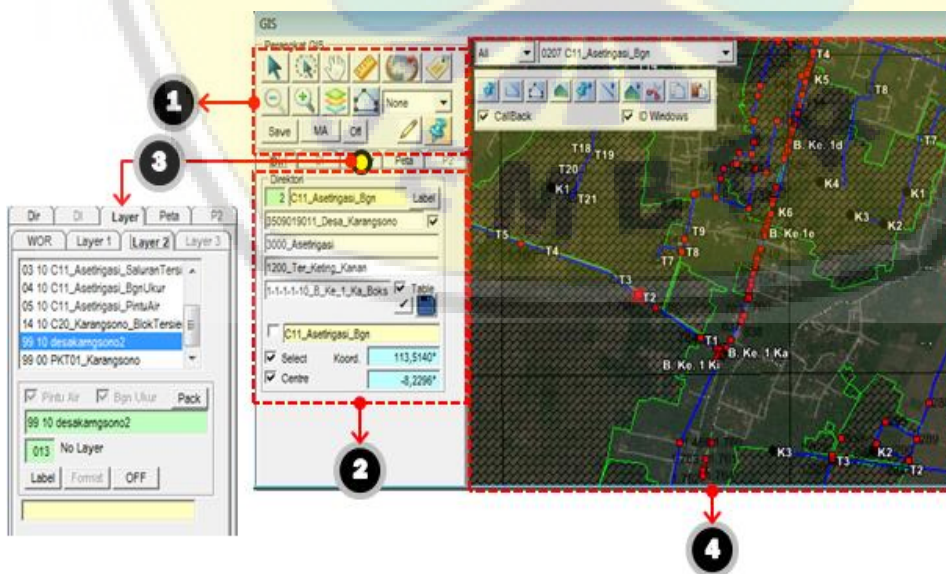 GIS
Perangkat GIS
None
Save MA Off
1
3
Peta P2
Direktori
2 C11_Asetirigasi_Bgn Label
3509019011_Desa_Karangsono
3000_Asetirigasi
1200_Ter_Keting_Kanan
1-1-1-1-10_B_Ke_1_Ka_Boks Table
C11_Asetirigasi_Bgn
Select Koord. 113,5140°
Centre -8,2296°
2
Dir DI Layer Peta P2
WOR Layer 1 Layer 2 Layer 3
03 10 C11_Asetirigasi_SaluranTersi
04 10 C11_Asetirigasi_BgnUkur
05 10 C11_Asetirigasi_PintuAir
14 10 C20_Karangsono_BlokTersie
99 10 desakarngsono2
99 00 PKT01_Karangsono
Pintu Air Bgn Ukur Pack
99 10 desakarngsono2
013 No Layer
Label Format OFF
All 0207 C11_Asetirigasi_Bgn
CallBack ID Windows
T4
K5
T8
B. Ke. 1d
T7
T18
T19
T20
K1
T21
K4
K1
K6
K3
K2
B. Ke 1e
T5
T4
T9
T7
T8
T3
T2
T1
B. Ke. 1 Ki
B. Ke. 1 Ka
K3
T3
K2
T2
4